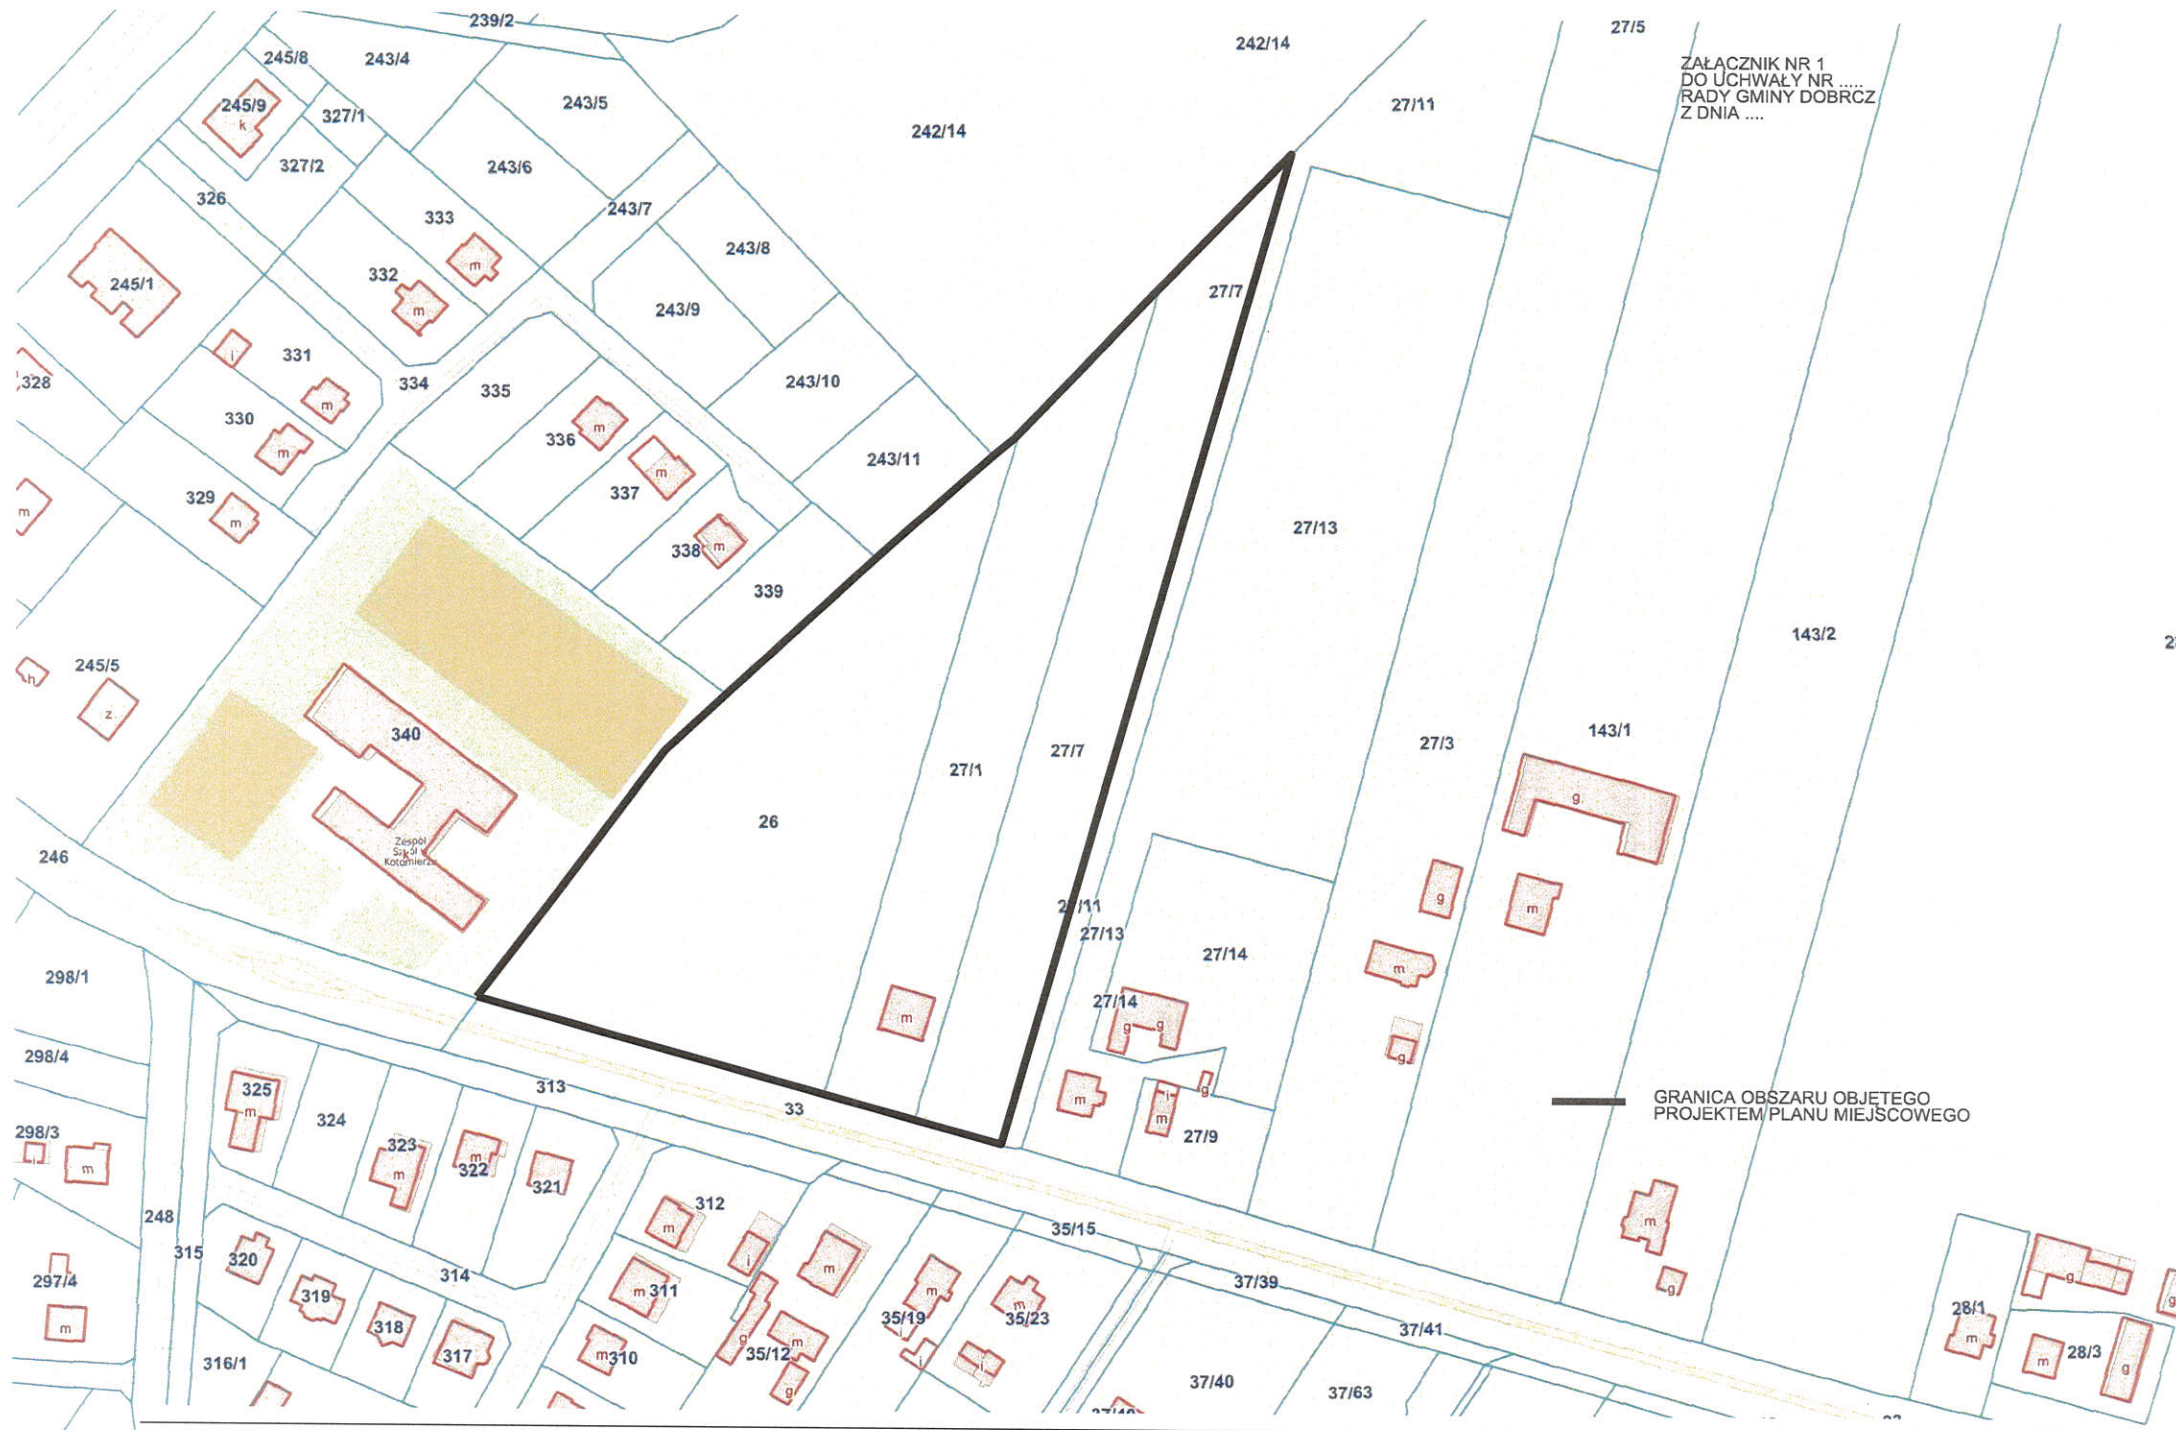 239/2
242/14
27/5
245/8
243/4
ZAŁĄCZNIK NR 1
DO UCHWAŁY NR .....
RADY GMINY DOBRCZ
Z DNIA ....
245/9
k
327/1
243/5
242/14
27/11
327/2
243/6
326
333
243/7
243/8
m
332
245/1
m
27/7
243/9
i
331
328
334
335
243/10
m
330
m
336
m
243/11
m
337
m
329
m
m
338
m
27/13
339
143/2
245/5
h
z
340
143/1
27/3
27/7
27/1
g
26
Zespół
Kotomierzu
246
g
m
27/11
27/13
27/14
298/1
m
27/14
g
g
m
298/4
g
313
325
m
324
33
m
i
g
m
27/9
GRANICA OBSZARU OBJĘTEGO
PROJEKTEM PLANU MIEJSCOWEGO
298/3
i
m
323
m
m
322
321
248
315
312
m
i
35/15
m
320
314
m
297/4
319
m
311
m
m
35/19
i
35/23
37/39
g
g
g
m
318
317
m
310
g
m
35/12
g
i
i
37/41
28/1
m
m
28/3
g
316/1
37/40
37/63